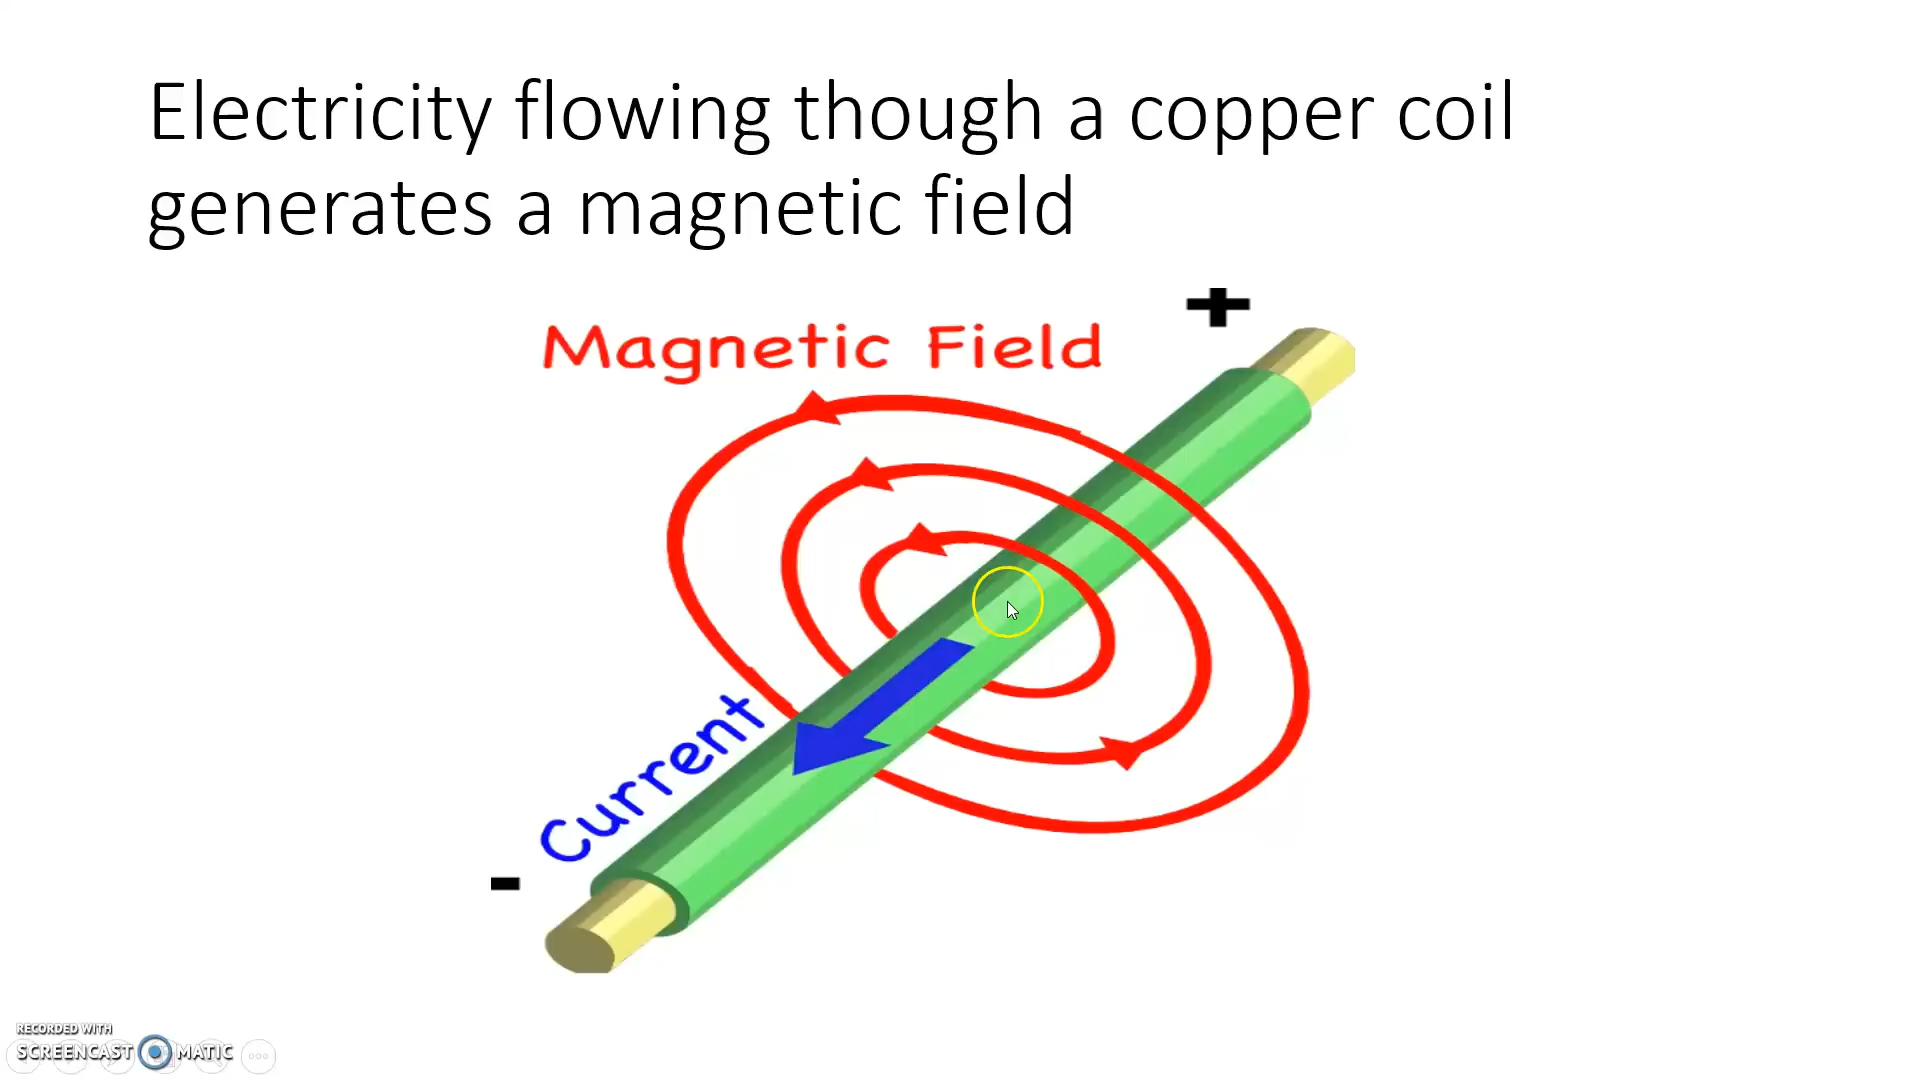 Electricity flowing though a copper coil
generates a magnetic field
+
Magnetic Field
Current
-
RECORDED WITH
SCREENCAST MATIC